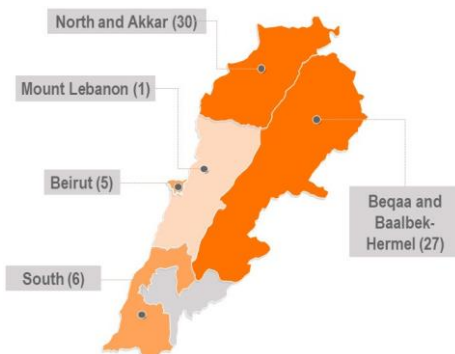 North and Akkar (30)
Mount Lebanon (1)
Beirut (5)
Beqaa and
Baalbek-
Hermel (27)
South (6)